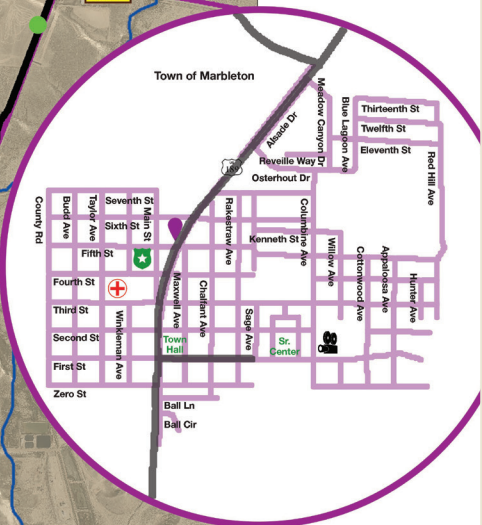 Town of Marbleton
Thirteenth St
Twelfth St
Eleventh St
Meadow Canyon Dr
Blue Lagoon Ave
Red Hill Ave
Alsade Dr
189
Reveille Way
Osterhout Dr
County Rd
Budd Ave
Taylor Ave
Seventh St
Main St
Sixth St
Fifth St
Fourth St
Third St
Second St
First St
Zero St
Winkleman Ave
Maxwell Ave
Chalfant Ave
Rakestraw Ave
Kenneth St
Columbine Ave
Willow Ave
Cottonwood Ave
Appaloosa Ave
Hunter Ave
Sage Ave
Town
Hall
Sr.
Center
Ball Ln
Ball Cir